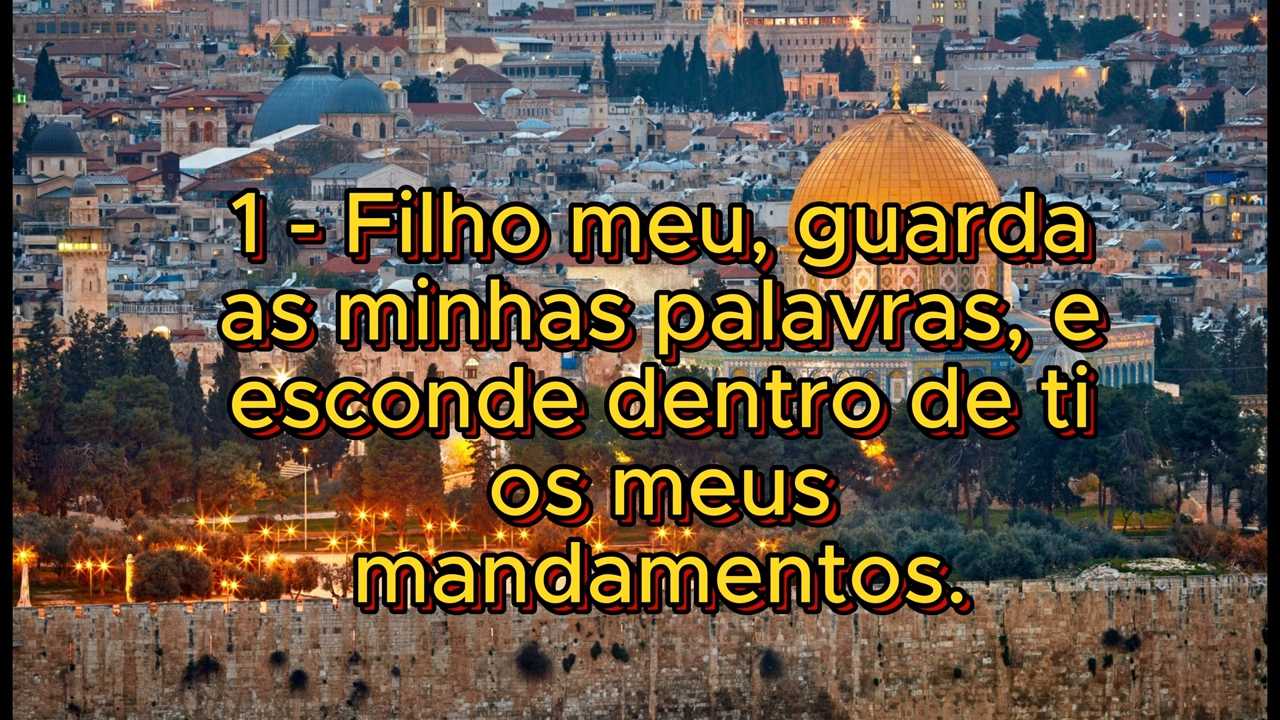 1 - Filho meu, guarda
as minhas palavras, e
esconde dentro de ti
os meus
mandamentos.